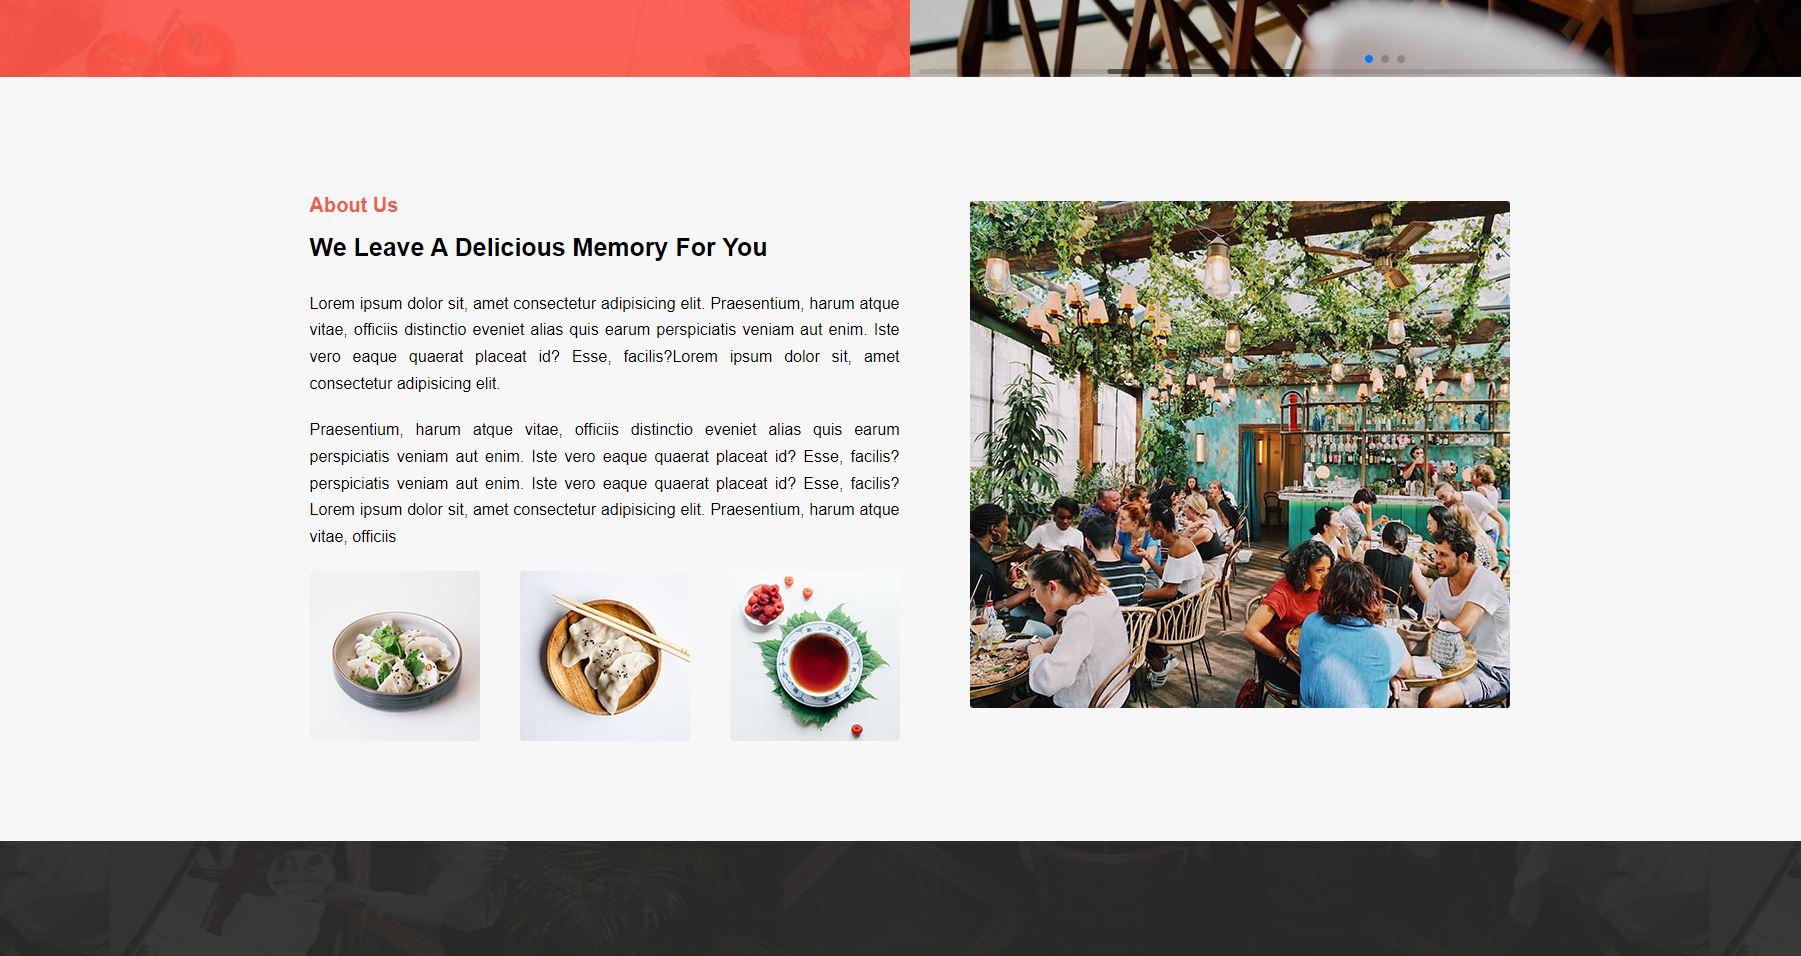 About Us
We Leave A Delicious Memory For You
Lorem ipsum dolor sit, amet consectetur adipisicing elit. Praesentium, harum atque
vitae, officiis distinctio eveniet alias quis earum perspiciatis veniam aut enim. Iste
vero eaque quaerat placeat id? Esse, facilis?Lorem ipsum dolor sit, amet
consectetur adipisicing elit.
Praesentium, harum atque vitae, officiis distinctio eveniet alias quis earum
perspiciatis veniam aut enim. Iste vero eaque quaerat placeat id? Esse, facilis?
perspiciatis veniam aut enim. Iste vero eaque quaerat placeat id? Esse, facilis?
Lorem ipsum dolor sit, amet consectetur adipisicing elit. Praesentium, harum atque
vitae, officiis